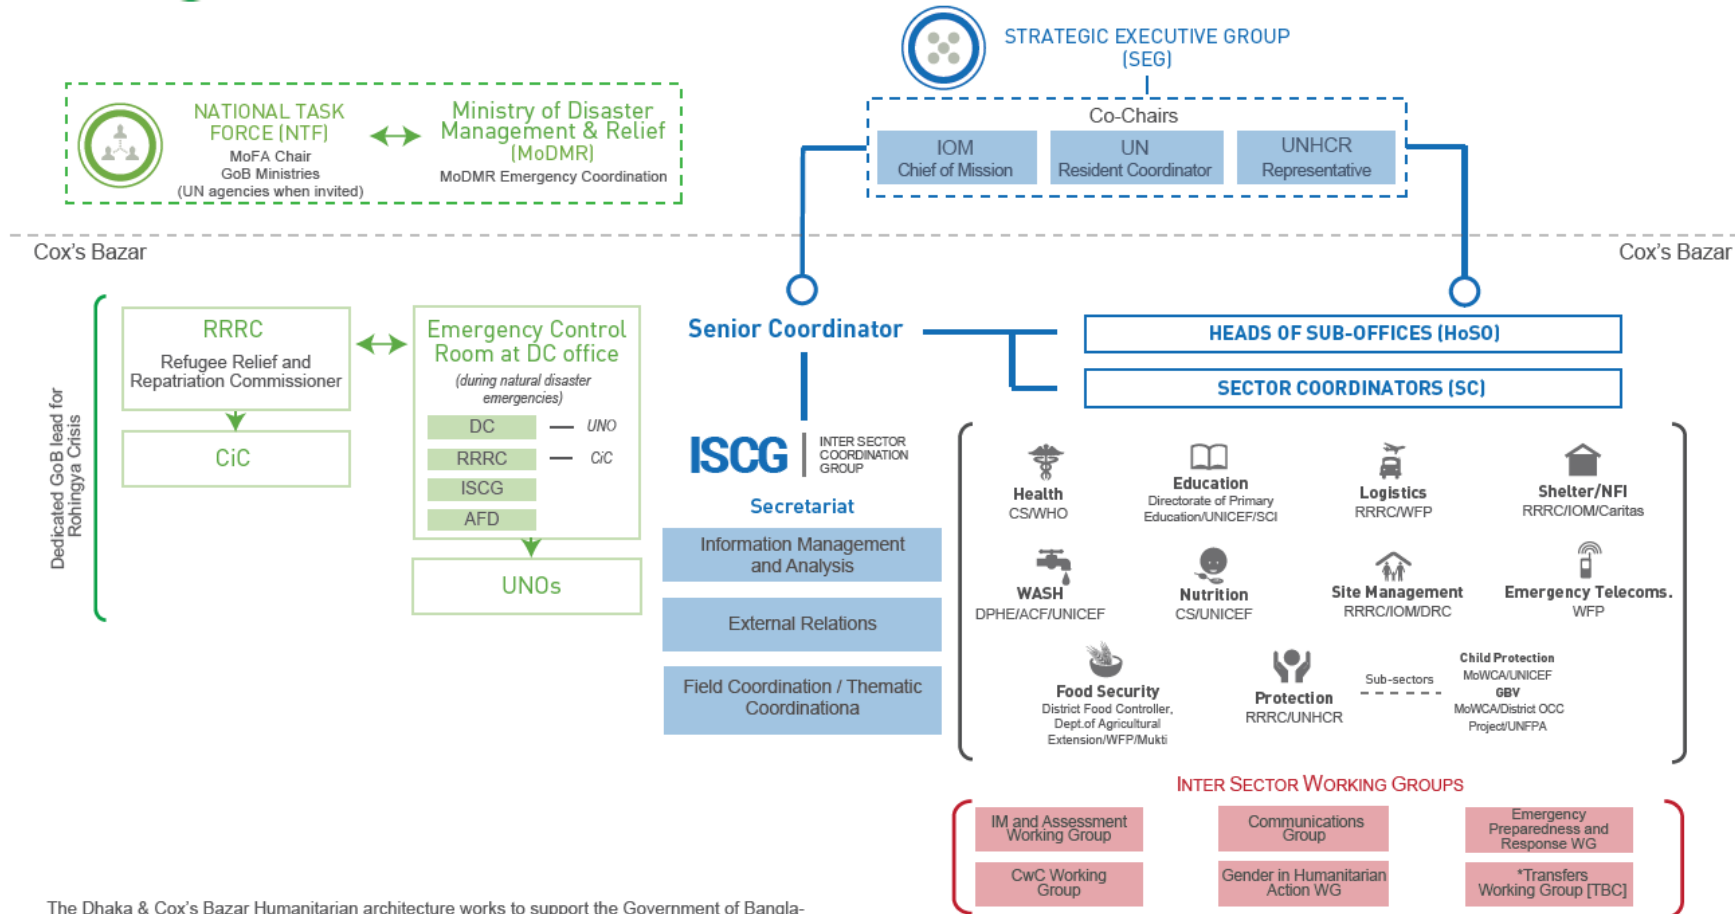 STRATEGIC EXECUTIVE GROUP
(SEG)
NATIONAL TASK
FORCE (NTF)
MoFA Chair
GoB Ministries
(UN agencies when invited)
Ministry of Disaster
Management & Relief
(MoDMR)
MoDMR Emergency Coordination
Co-Chairs
IOM
Chief of Mission
UN
Resident Coordinator
UNHCR
Representative
Cox's Bazar
Cox's Bazar
Dedicated GoB lead for
Rohingya Crisis
RRRC
Refugee Relief and
Repatriation Commissioner
CiC
Emergency Control
Room at DC office
(during natural disaster
emergencies)
DC
UNO
RRRC
CiC
ISCG
AFD
UNOs
Senior Coordinator
ISCG
INTER SECTOR
COORDINATION
GROUP
Secretariat
Information Management
and Analysis
External Relations
Field Coordination / Thematic
Coordinationa
HEADS OF SUB-OFFICES (HoSO)
SECTOR COORDINATORS (SC)
Health
CS/WHO
Education
Directorate of Primary
Education/UNICEF/SCI
Logistics
RRRC/WFP
Shelter/NFI
RRRC/IOM/Caritas
WASH
DPHE/ACF/UNICEF
Nutrition
CS/UNICEF
Site Management
RRRC/IOM/DRC
Emergency Telecoms.
WFP
Food Security
District Food Controller,
Dept.of Agricultural
Extension/WFP/Mukti
Protection
RRRC/UNHCR
Sub-sectors
Child Protection
MoWCA/UNICEF
GBV
MoWCA/District OCC
Project/UNFPA
INTER SECTOR WORKING GROUPS
IM and Assessment
Working Group
Communications
Group
Emergency
Preparedness and
Response WG
CwC Working
Group
Gender in Humanitarian
Action WG
*Transfers
Working Group [TBC]
The Dhaka & Cox's Bazar Humanitarian architecture works to support the Government of Bangla-